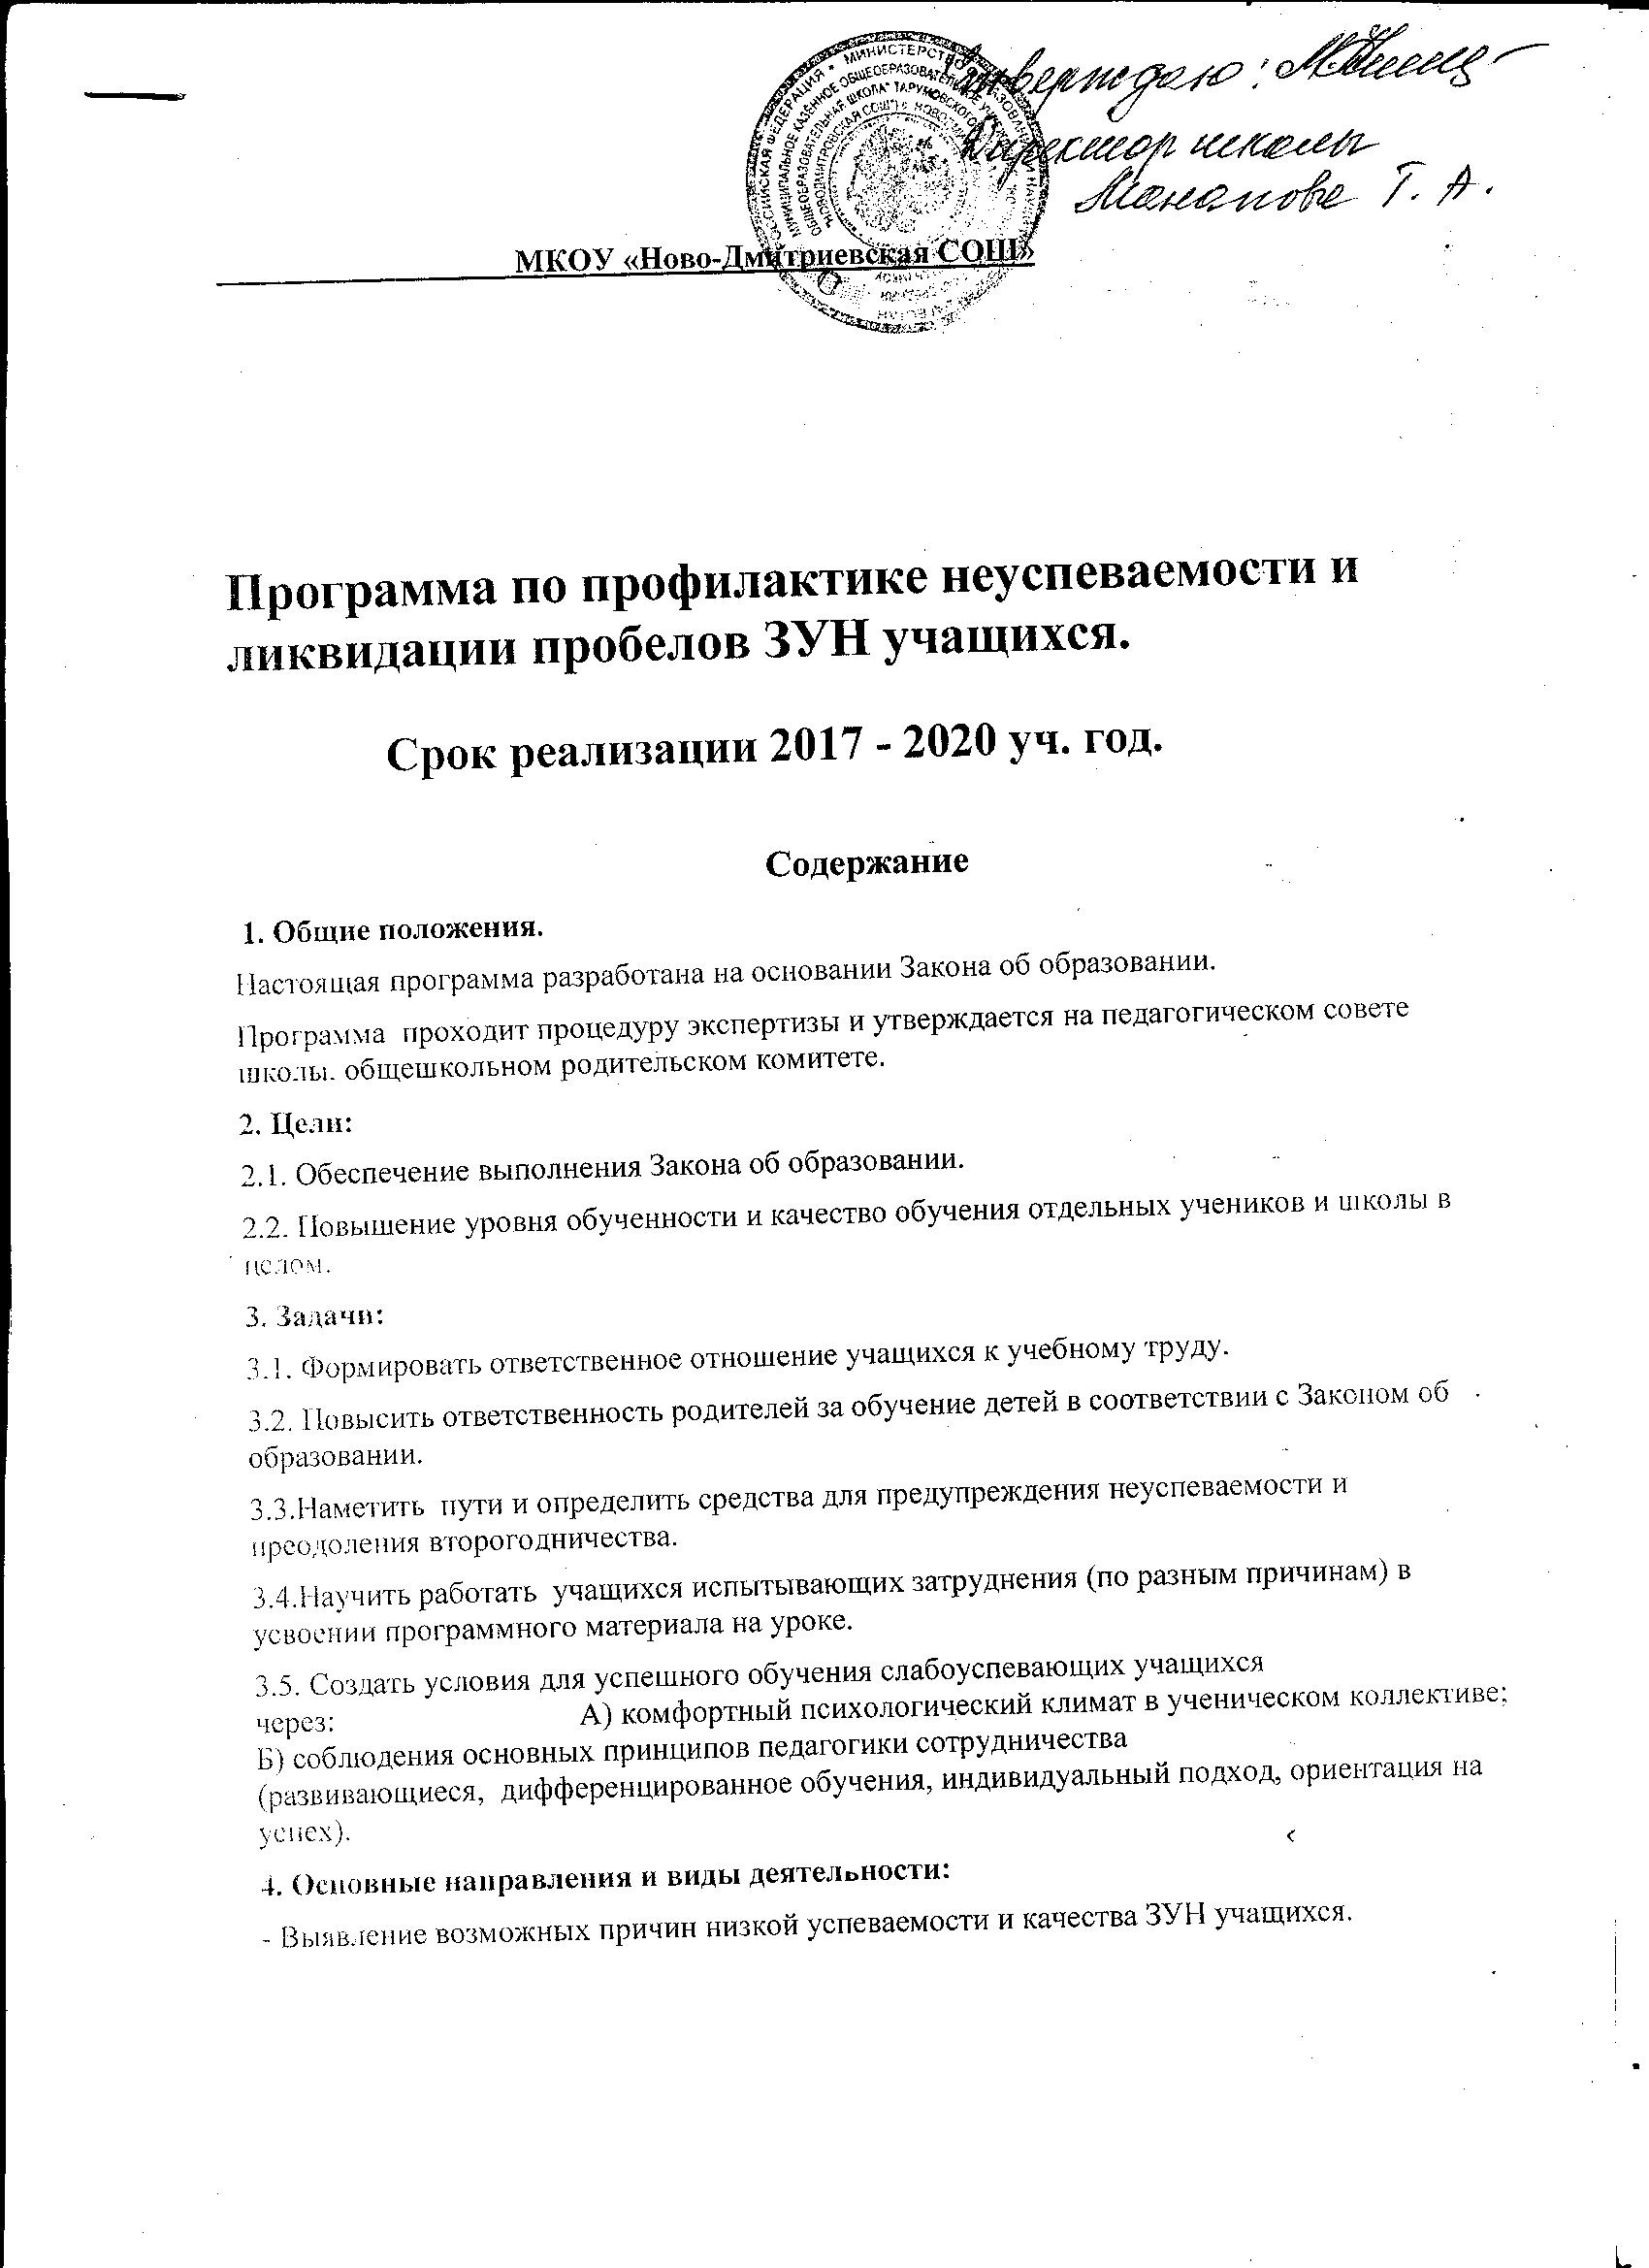 Утверждаю:
Директор школы
Манапова Т. А.
МКОУ «Ново-Дмитриевская СОШ»
Программа по профилактике неуспеваемости и
ликвидации пробелов ЗУН учащихся.
Срок реализации 2017 - 2020 уч. год.
Содержание
1. Общие положения.
Настоящая программа разработана на основании Закона об образовании.
Программа проходит процедуру экспертизы и утверждается на педагогическом совете
школы. общешкольном родительском комитете.
2. Цели:
2.1. Обеспечение выполнения Закона об образовании.
2.2. Повышение уровня обученности и качество обучения отдельных учеников и школы в
целом.
3. Задачи:
3.1. Формировать ответственное отношение учащихся к учебному труду.
3.2. Повысить ответственность родителей за обучение детей в соответствии с Законом об
образовании.
3.3.Наметить пути и определить средства для предупреждения неуспеваемости и
преодоления второгодничества.
3.4.Научить работать учащихся испытывающих затруднения (по разным причинам) в
усвоении программного материала на уроке.
3.5. Создать условия для успешного обучения слабоуспевающих учащихся
через: А) комфортный психологический климат в ученическом коллективе;
Б) соблюдения основных принципов педагогики сотрудничества
(развивающиеся, дифференцированное обучения, индивидуальный подход, ориентация на
успех).
4. Основные направления и виды деятельности:
- Выявление возможных причин низкой успеваемости и качества ЗУН учащихся.